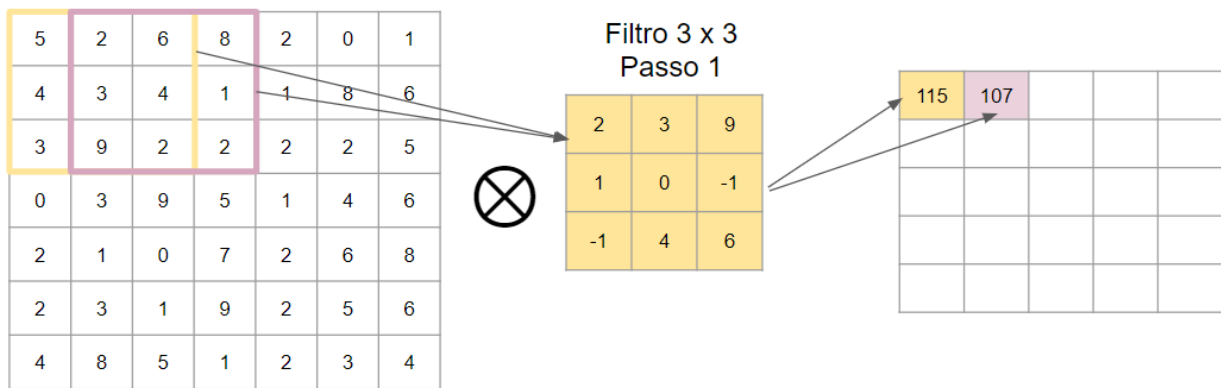 5 2 6 8 2 0 1
4 3 4 1 1 8 6
3 9 2 2 2 2 5
0 3 9 5 1 4 6
2 1 0 7 2 6 8
2 3 1 9 2 5 6
4 8 5 1 2 3 4
Filtro 3 x 3
Passo 1
2 3 9
1 0 -1
-1 4 6
115 107